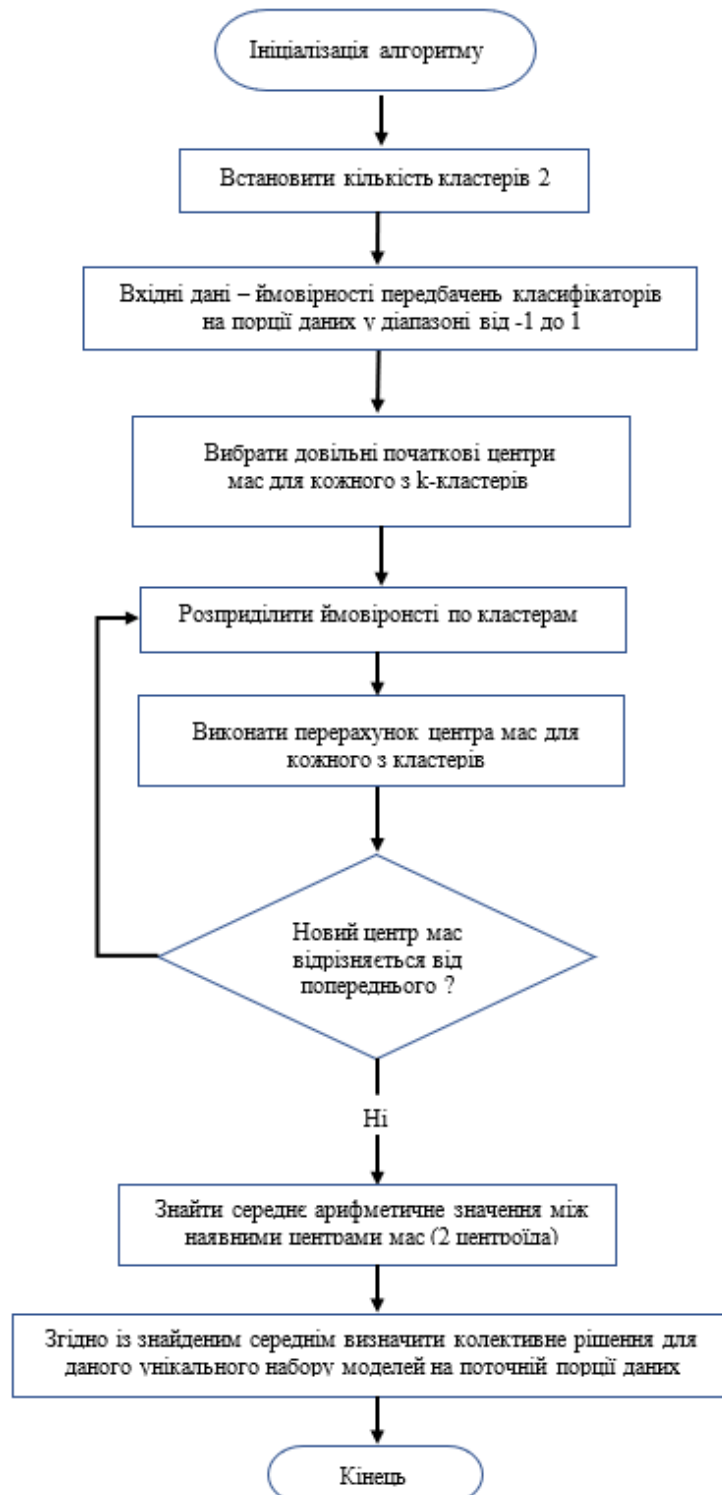 Ініціалізація алгоритму
Встановити кількість кластерів 2
Вхідні дані – ймовірності передбачень класифікаторів
на порції даних у діапазоні від -1 до 1
Вибрати довільні початкові центри
мас для кожного з k-кластерів
Розприділити ймовіронсті по кластерам
Виконати перерахунок центра мас для
кожного з кластерів
Новий центр мас
відрізняється від
попереднього ?
Ні
Знайти середнє арифметичне значення між
наявними центрами мас (2 центроїда)
Згідно із знайденим середнім визначити колективне рішення для
даного унікального набору моделей на поточній порції даних
Кінець